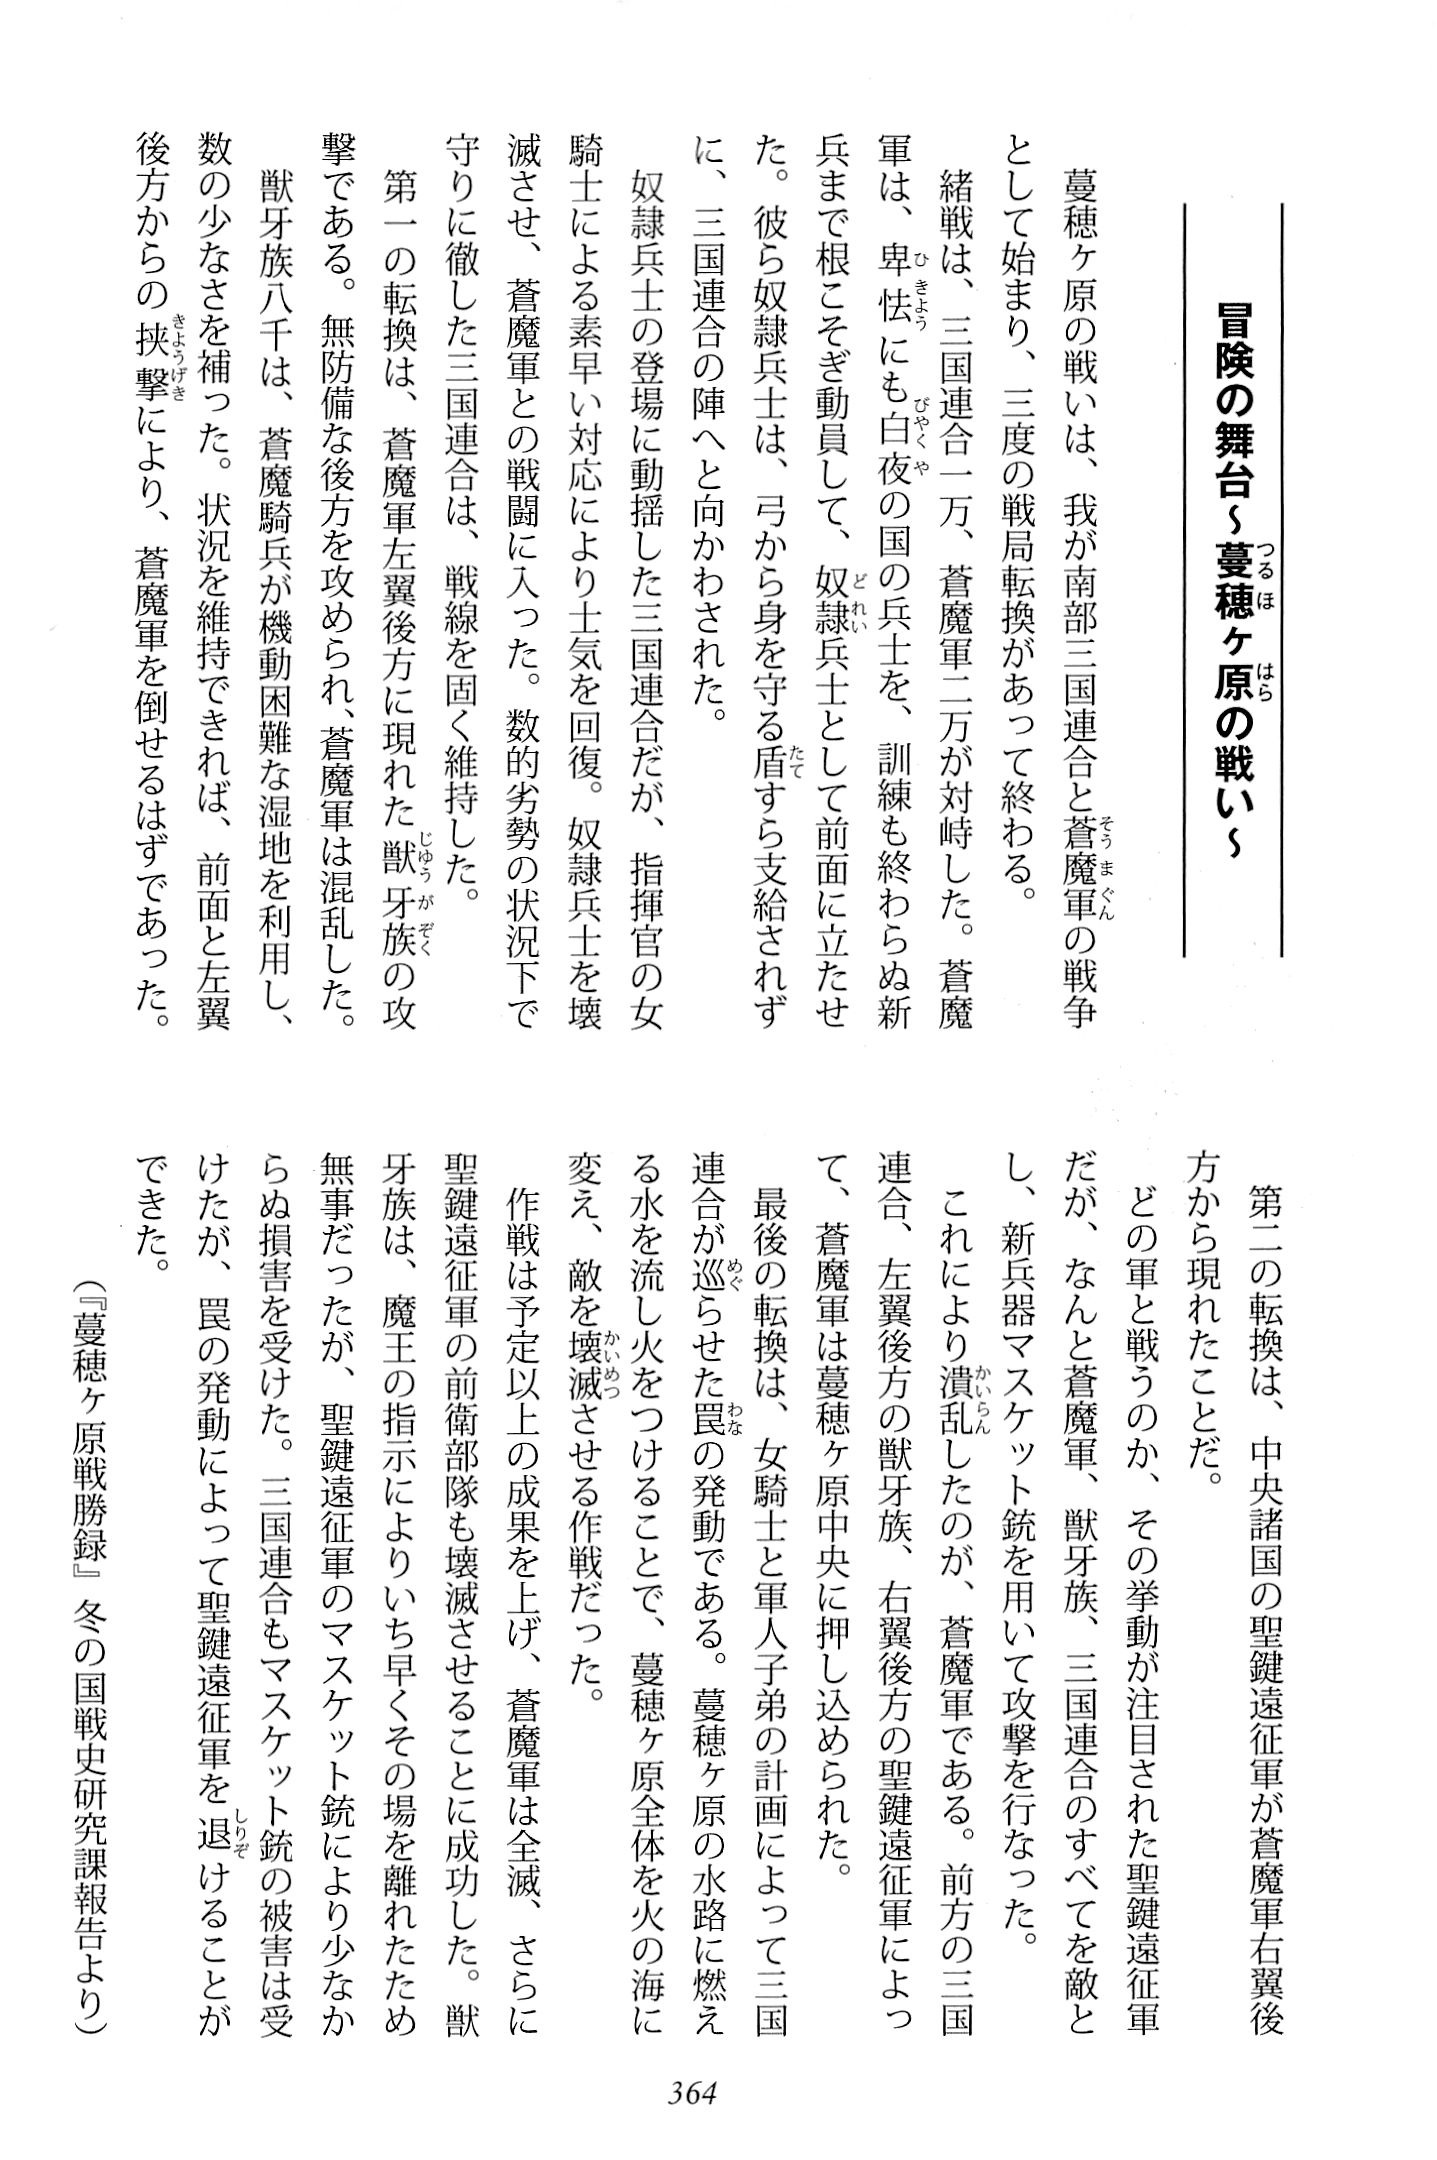 冒険の舞台～蔓穂ヶ原の戦い～
蔓穂ヶ原の戦いは、我が南部三国連合と蒼魔軍の戦争
として始まり、三度の戦局転換があって終わる。
緒戦は、三国連合一万、蒼魔軍二万が対峙した。蒼魔
軍は、卑怯にも白夜の国の兵士を、訓練も終わらぬ新
兵まで根こそぎ動員して、奴隷兵士として前面に立たせ
た。彼ら奴隷兵士は、弓から身を守る盾すら支給されず
に、三国連合の陣へと向かわされた。
奴隷兵士の登場に動揺した三国連合だが、指揮官の女
騎士による素早い対応により士気を回復。奴隷兵士を壊
滅させ、蒼魔軍との戦闘に入った。数的劣勢の状況下で
守りに徹した三国連合は、戦線を固く維持した。
第一の転換は、蒼魔軍左翼後方に現れた獣牙族の攻
撃である。無防備な後方を攻められ、蒼魔軍は混乱した。
獣牙族八千は、蒼魔騎兵が機動困難な湿地を利用し、
数の少なさを補った。状況を維持できれば、前面と左翼
後方からの挟撃により、蒼魔軍を倒せるはずであった。
第二の転換は、中央諸国の聖鍵遠征軍が蒼魔軍右翼後
方から現れたことだ。
どの軍と戦うのか、その挙動が注目された聖鍵遠征軍
だが、なんと蒼魔軍、獣牙族、三国連合のすべてを敵と
し、新兵器マスケット銃を用いて攻撃を行なった。
これにより潰乱したのが、蒼魔軍である。前方の三国
連合、左翼後方の獣牙族、右翼後方の聖鍵遠征軍によっ
て、蒼魔軍は蔓穂ヶ原中央に押し込められた。
最後の転換は、女騎士と軍人子弟の計画によって三国
連合が巡らせた罠の発動である。蔓穂ヶ原の水路に燃え
る水を流し火をつけることで、蔓穂ヶ原全体を火の海に
変え、敵を壊滅させる作戦だった。
作戦は予定以上の成果を上げ、蒼魔軍は全滅、さらに
聖鍵遠征軍の前衛部隊も壊滅させることに成功した。獣
牙族は、魔王の指示によりいち早くその場を離れたため
無事だったが、聖鍵遠征軍のマスケット銃により少なか
らぬ損害を受けた。三国連合もマスケット銃の被害は受
けたが、罠の発動によって聖鍵遠征軍を退けることが
できた。
（『蔓穂ヶ原戦勝録』冬の国戦史研究課報告より）
364